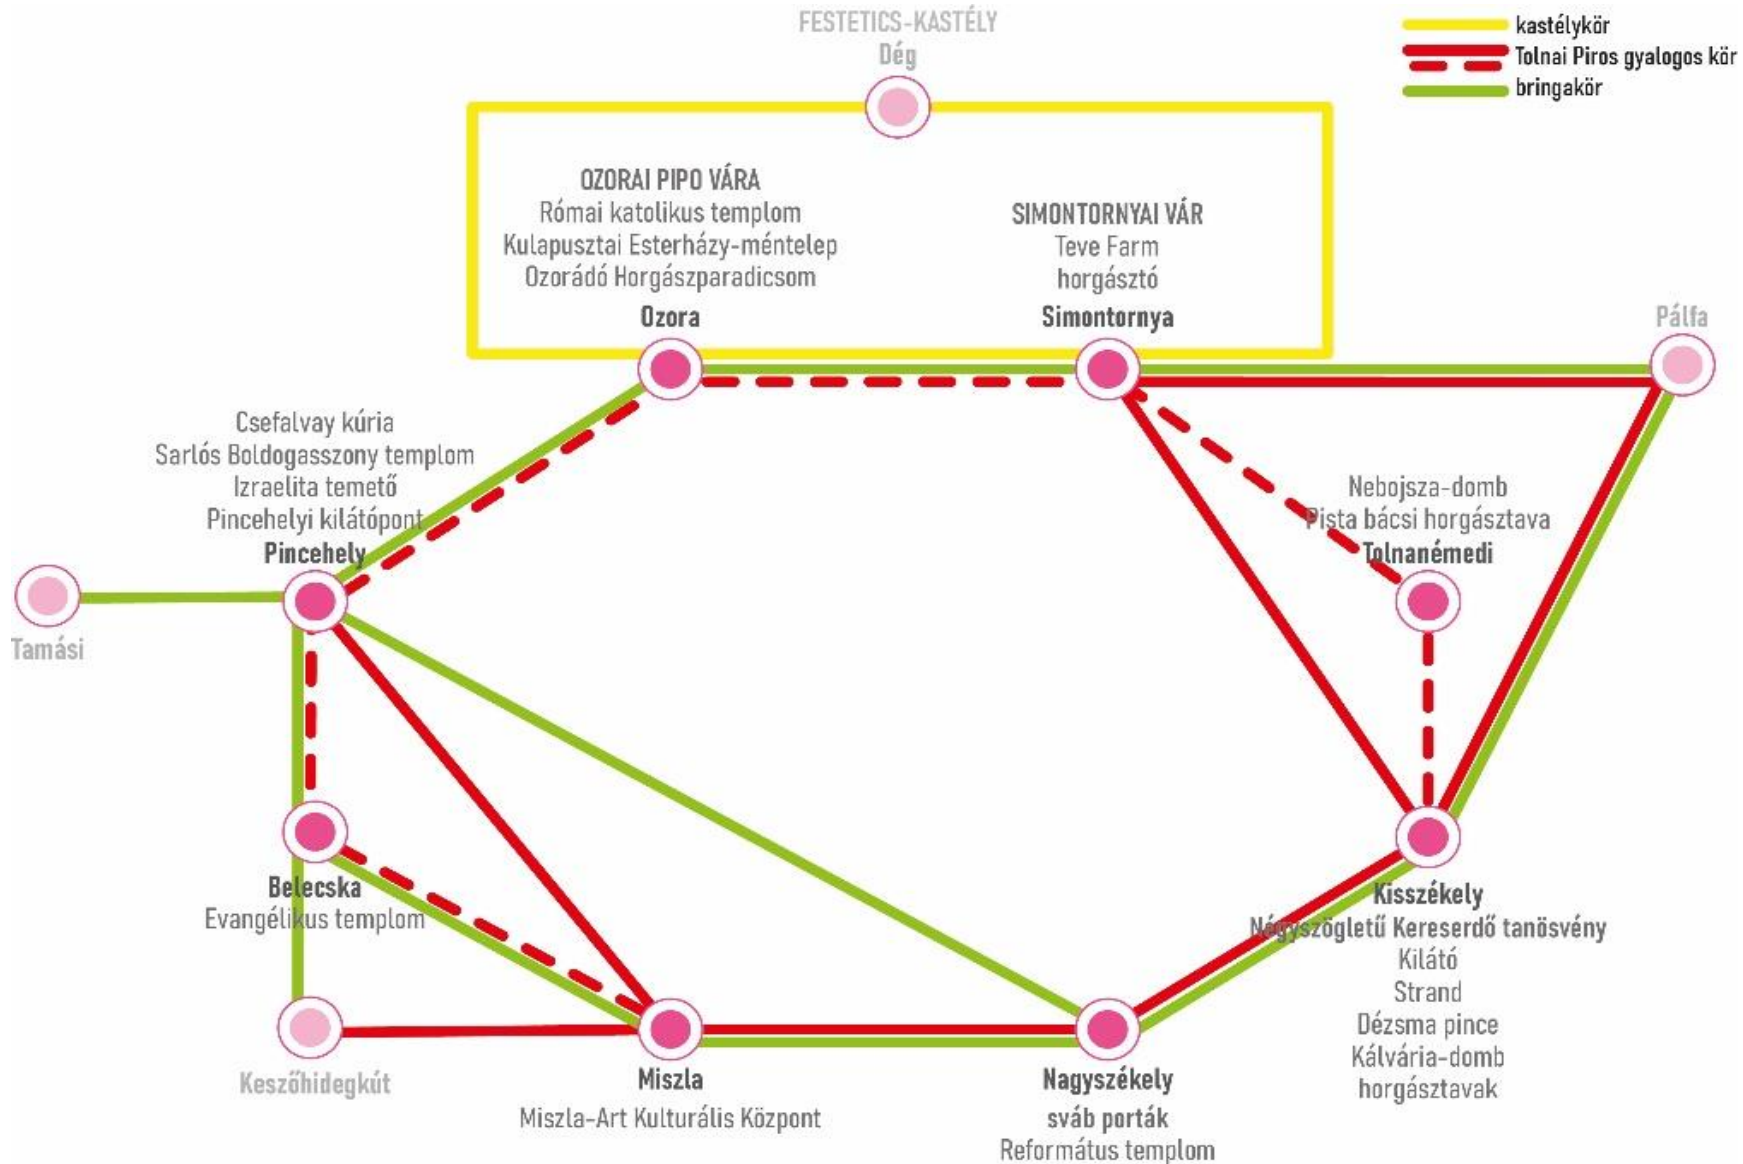 FESTETICS-KASTÉLY
Dég
kastélykör
Tolnai Piros gyalogos kör
bringakör
OZORAI PIPO VÁRA
Római katolikus templom
Kulapusztai Esterházy-méntelep
Ozorádó Horgászparadicsom
Ozora
SIMONTORNYAI VÁR
Teve Farm
horgásztó
Simontornya
Pálfa
Csefalvay kúria
Sarlós Boldogasszony templom
Izraelita temető
Pincehelyi kilátópont
Pincehely
Nebojsza-domb
Pista bácsi horgásztava
Tolnanémedi
Tamási
Belecska
Evangélikus templom
Kisszékely
Négyszögletű Kereserdő tanösvény
Kilátó
Strand
Dézsma pince
Kálvária-domb
horgásztavak
Keszőhidegkút
Miszla
Miszla-Art Kulturális Központ
Nagyszékely
sváb porták
Református templom